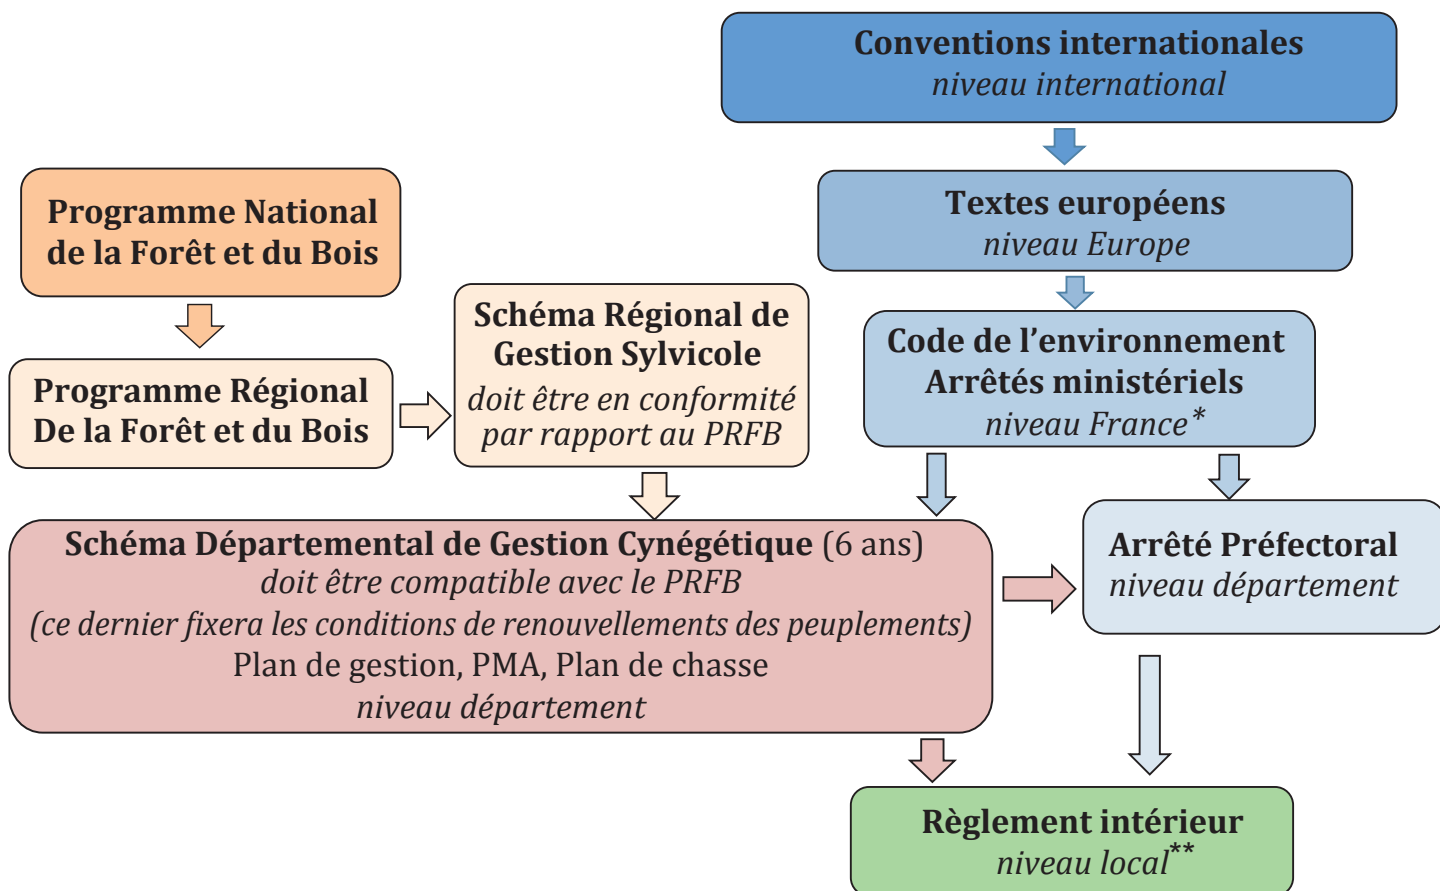 Conventions internationales
niveau international
Textes européens
niveau Europe
Programme National
de la Forêt et du Bois
Programme Régional
De la Forêt et du Bois
Schéma Régional de
Gestion Sylvicole
doit être en conformité
par rapport au PRFB
Code de l’environnement
Arrêtés ministériels
niveau France*
Schéma Départemental de Gestion Cynégétique (6 ans)
doit être compatible avec le PRFB
(ce dernier fixera les conditions de renouvellements des peuplements)
Plan de gestion, PMA, Plan de chasse
niveau département
Arrêté Préfectoral
niveau département
Règlement intérieur
niveau local**